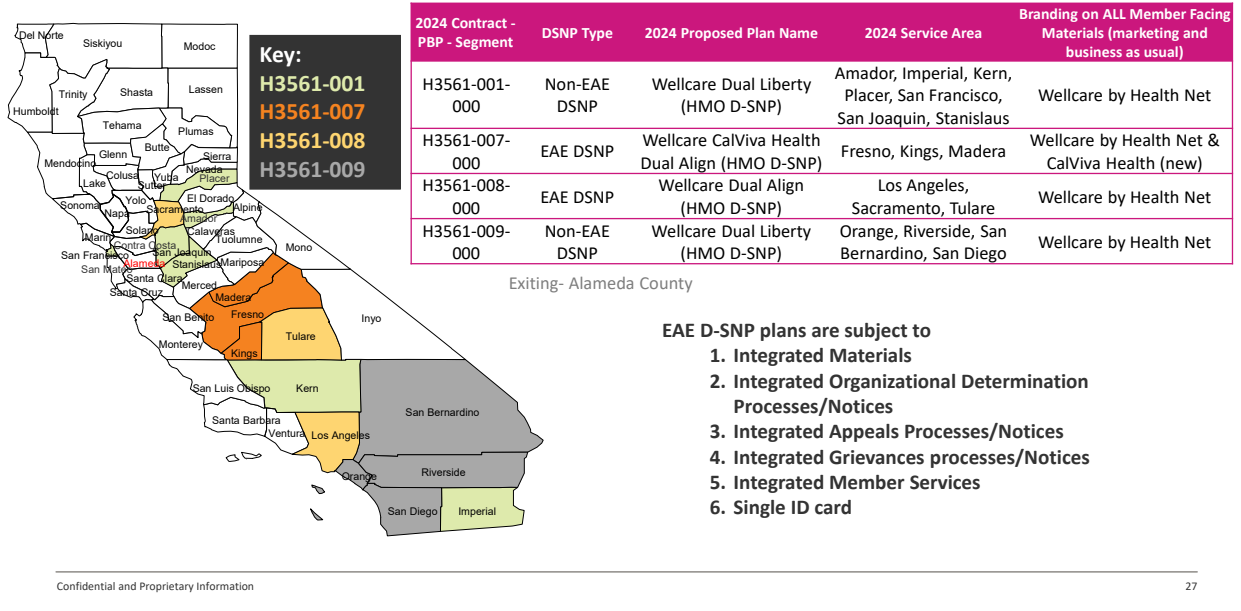 Del Norte
Siskiyou
Modoc
Trinity
Shasta
Lassen
Humboldt
Tehama
Plumas
Mendocino
Glenn
Butte
Sierra
Nevada
Colusa
Yuba
Placer
Lake
Sutter
Sonoma
Yolo
El Dorado
Napa
Sacramento
Alpine
Amador
Solano
Marin
Calaveras
Contra Costa
Tuolumne
San Francisco
San Joaquin
Mono
San Mateo
Alameda
Stanislaus
Mariposa
Santa Clara
Merced
Santa Cruz
Madera
San Benito
Fresno
Inyo
Monterey
Tulare
Kings
San Luis Obispo
Kern
San Bernardino
Santa Barbara
Ventura
Los Angeles
Orange
Riverside
San Diego
Imperial
Key:
H3561-001
H3561-007
H3561-008
H3561-009
2024 Contract -
PBP - Segment
DSNP Type
2024 Proposed Plan Name
2024 Service Area
Branding on ALL Member Facing
Materials (marketing and
business as usual)
H3561-001-
000
Non-EAE
DSNP
Wellcare Dual Liberty
(HMO D-SNP)
Amador, Imperial, Kern,
Placer, San Francisco,
San Joaquin, Stanislaus
Wellcare by Health Net
H3561-007-
000
EAE DSNP
Wellcare CalViva Health
Dual Align (HMO D-SNP)
Fresno, Kings, Madera
Wellcare by Health Net &
CalViva Health (new)
H3561-008-
000
EAE DSNP
Wellcare Dual Align
(HMO D-SNP)
Los Angeles,
Sacramento, Tulare
Wellcare by Health Net
H3561-009-
000
Non-EAE
DSNP
Wellcare Dual Liberty
(HMO D-SNP)
Orange, Riverside, San
Bernardino, San Diego
Wellcare by Health Net
Exiting- Alameda County
EAE D-SNP plans are subject to
1. Integrated Materials
2. Integrated Organizational Determination
Processes/Notices
3. Integrated Appeals Processes/Notices
4. Integrated Grievances processes/Notices
5. Integrated Member Services
6. Single ID card
Confidential and Proprietary Information
27